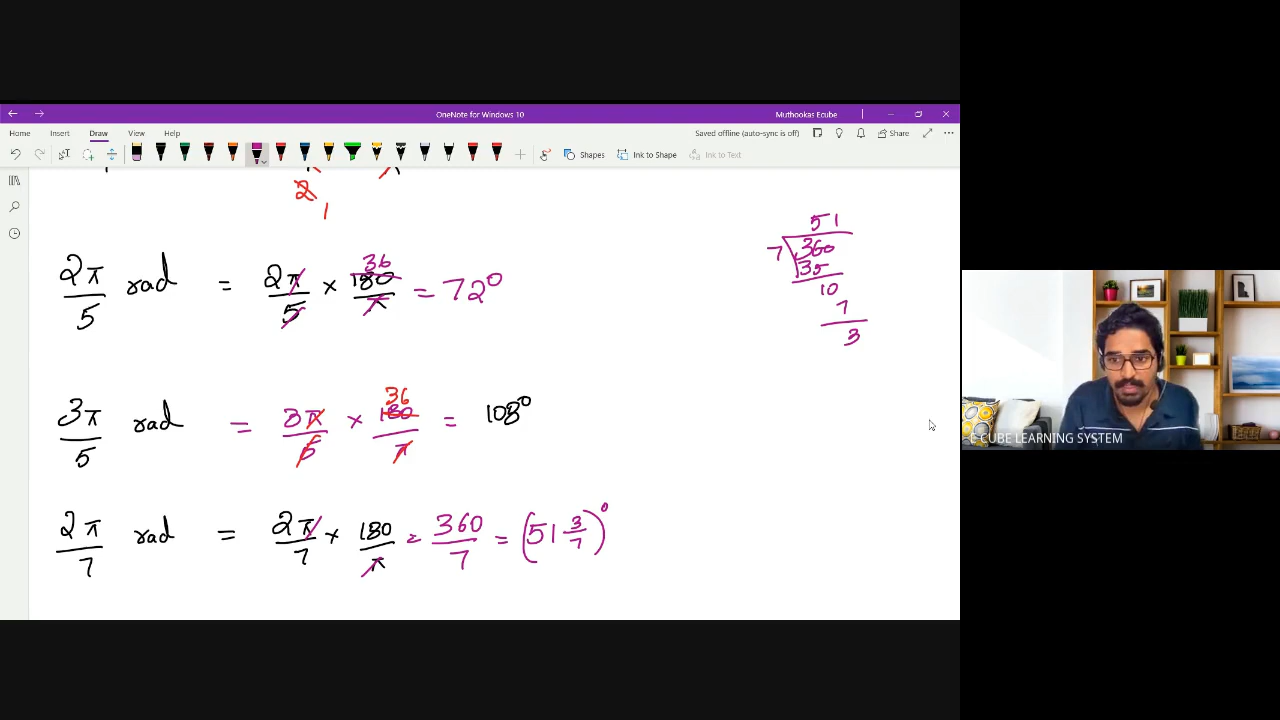 OneNote for Windows 10
Muthookas Ecube
Home Insert Draw View Help
Saved offline (auto-sync is off)
Share
Shapes
Ink to Shape
Ink to Text
2
1
2π/5 rad = 2π/5 × 180/π = 72°
36
3π/5 rad = 3π/5 × 180/π = 108°
36
2π/7 rad = 2π/7 × 180/π = 360/7 = (51 3/7)°
51
7 360
35
10
7
3
E CUBE LEARNING SYSTEM